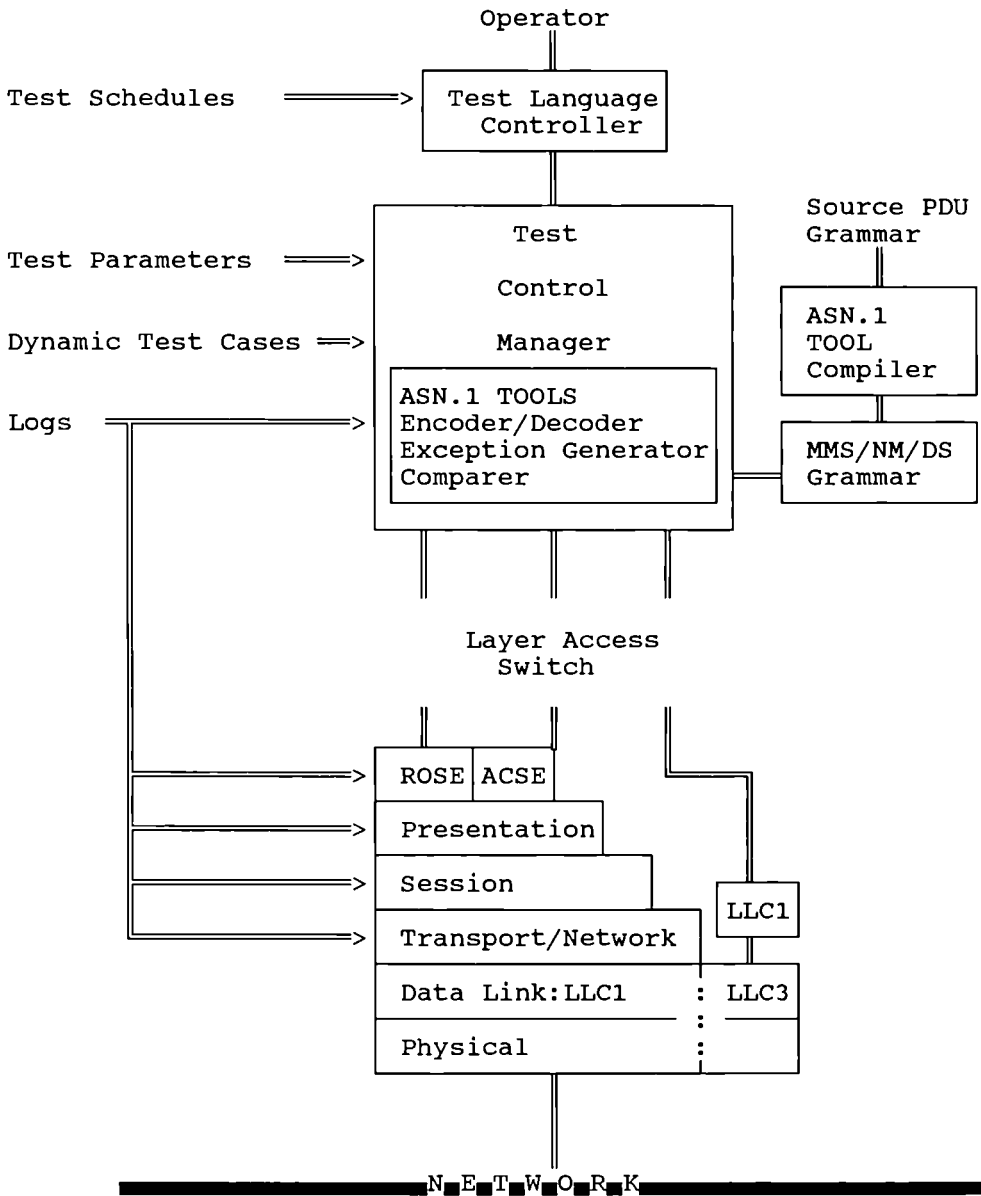 Operator
Test Schedules
Test Language
Controller
Source PDU
Grammar
Test
Test Parameters
Control
Dynamic Test Cases
Manager
ASN.1
TOOL
Compiler
Logs
ASN.1 TOOLS
Encoder/Decoder
Exception Generator
Comparer
MMS/NM/DS
Grammar
Layer Access
Switch
ROSE ACSE
Presentation
Session
LLC1
Transport/Network
Data Link:LLC1 : LLC3
Physical
N E T W O R K